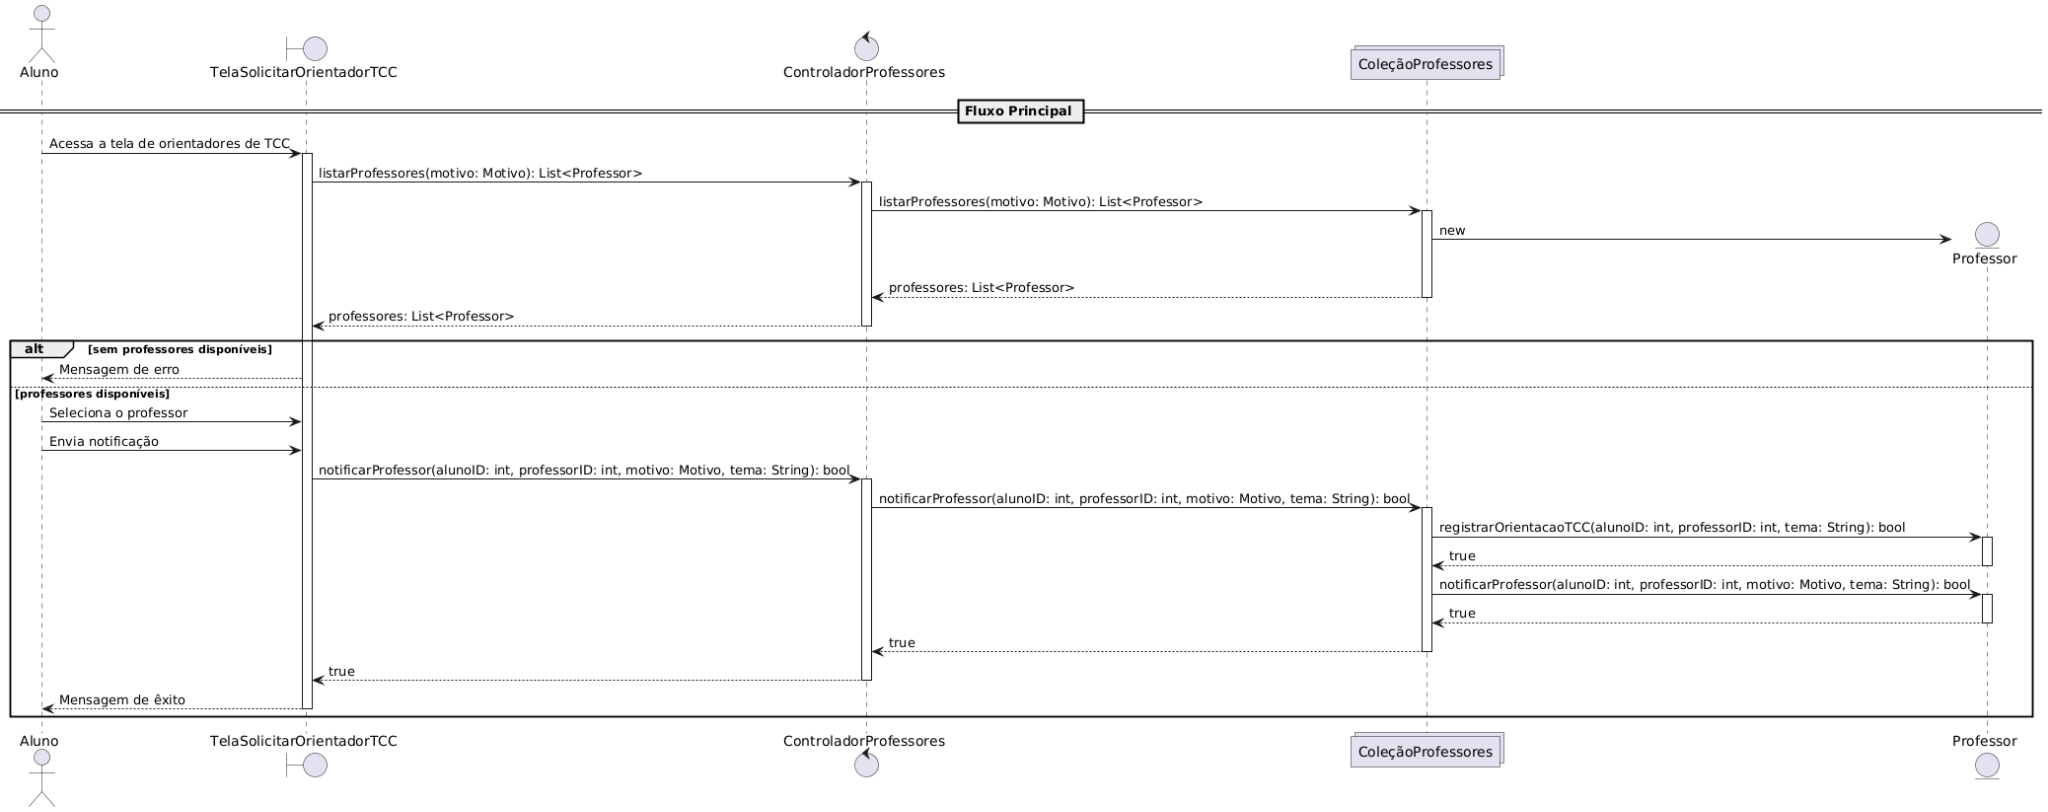 Aluno
TelaSolicitarOrientadorTCC
ControladorProfessores
ColeçãoProfessores
Fluxo Principal
Acessa a tela de orientadores de TCC
listarProfessores(motivo: Motivo): List<Professor>
listarProfessores(motivo: Motivo): List<Professor>
new
Professor
professores: List<Professor>
professores: List<Professor>
alt [sem professores disponíveis]
Mensagem de erro
[professores disponíveis]
Seleciona o professor
Envia notificação
notificarProfessor(alunoID: int, professorID: int, motivo: Motivo, tema: String): bool
notificarProfessor(alunoID: int, professorID: int, motivo: Motivo, tema: String): bool
registrarOrientacaoTCC(alunoID: int, professorID: int, tema: String): bool
true
notificarProfessor(alunoID: int, professorID: int, motivo: Motivo, tema: String): bool
true
true
true
Mensagem de êxito
Aluno
TelaSolicitarOrientadorTCC
ControladorProfessores
ColeçãoProfessores
Professor